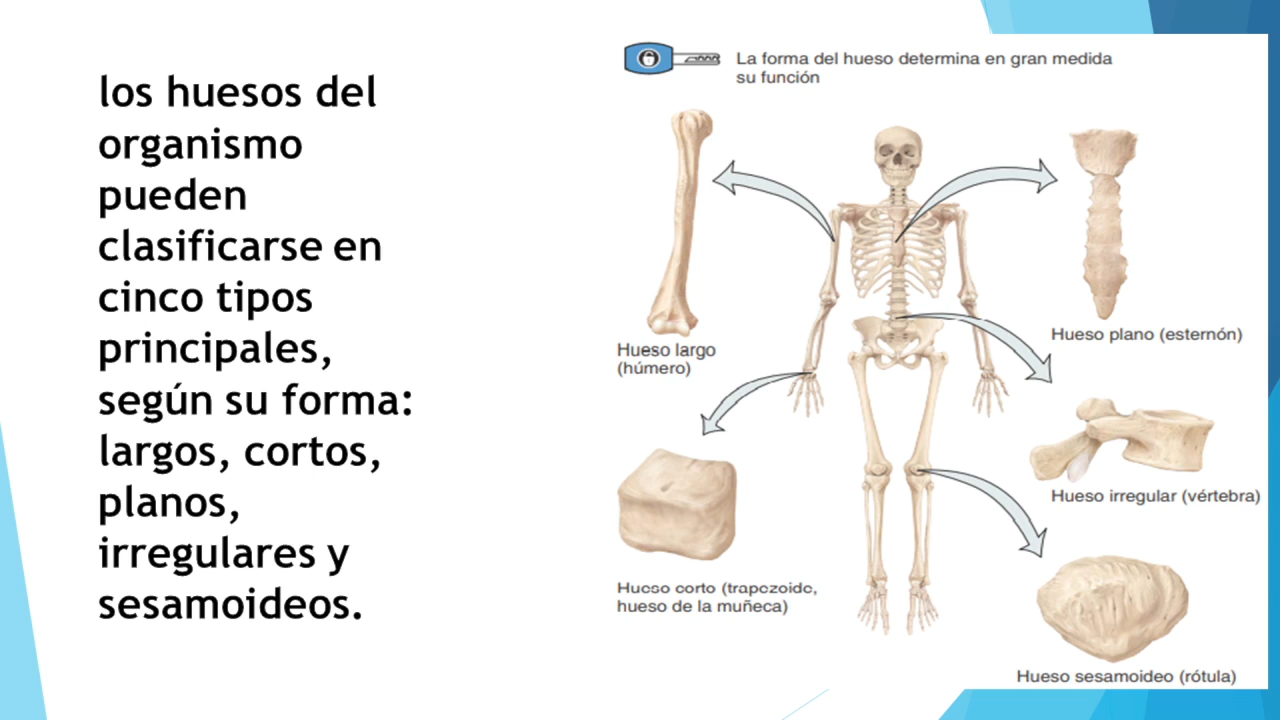 los huesos del
organismo
pueden
clasificarse en
cinco tipos
principales,
según su forma:
largos, cortos,
planos,
irregulares y
sesamoideos.
La forma del hueso determina en gran medida
su función
Hueso largo
(húmero)
Hueso plano (esternón)
Hueso irregular (vértebra)
Hueso corto (trapezoide,
hueso de la muñeca)
Hueso sesamoideo (rótula)